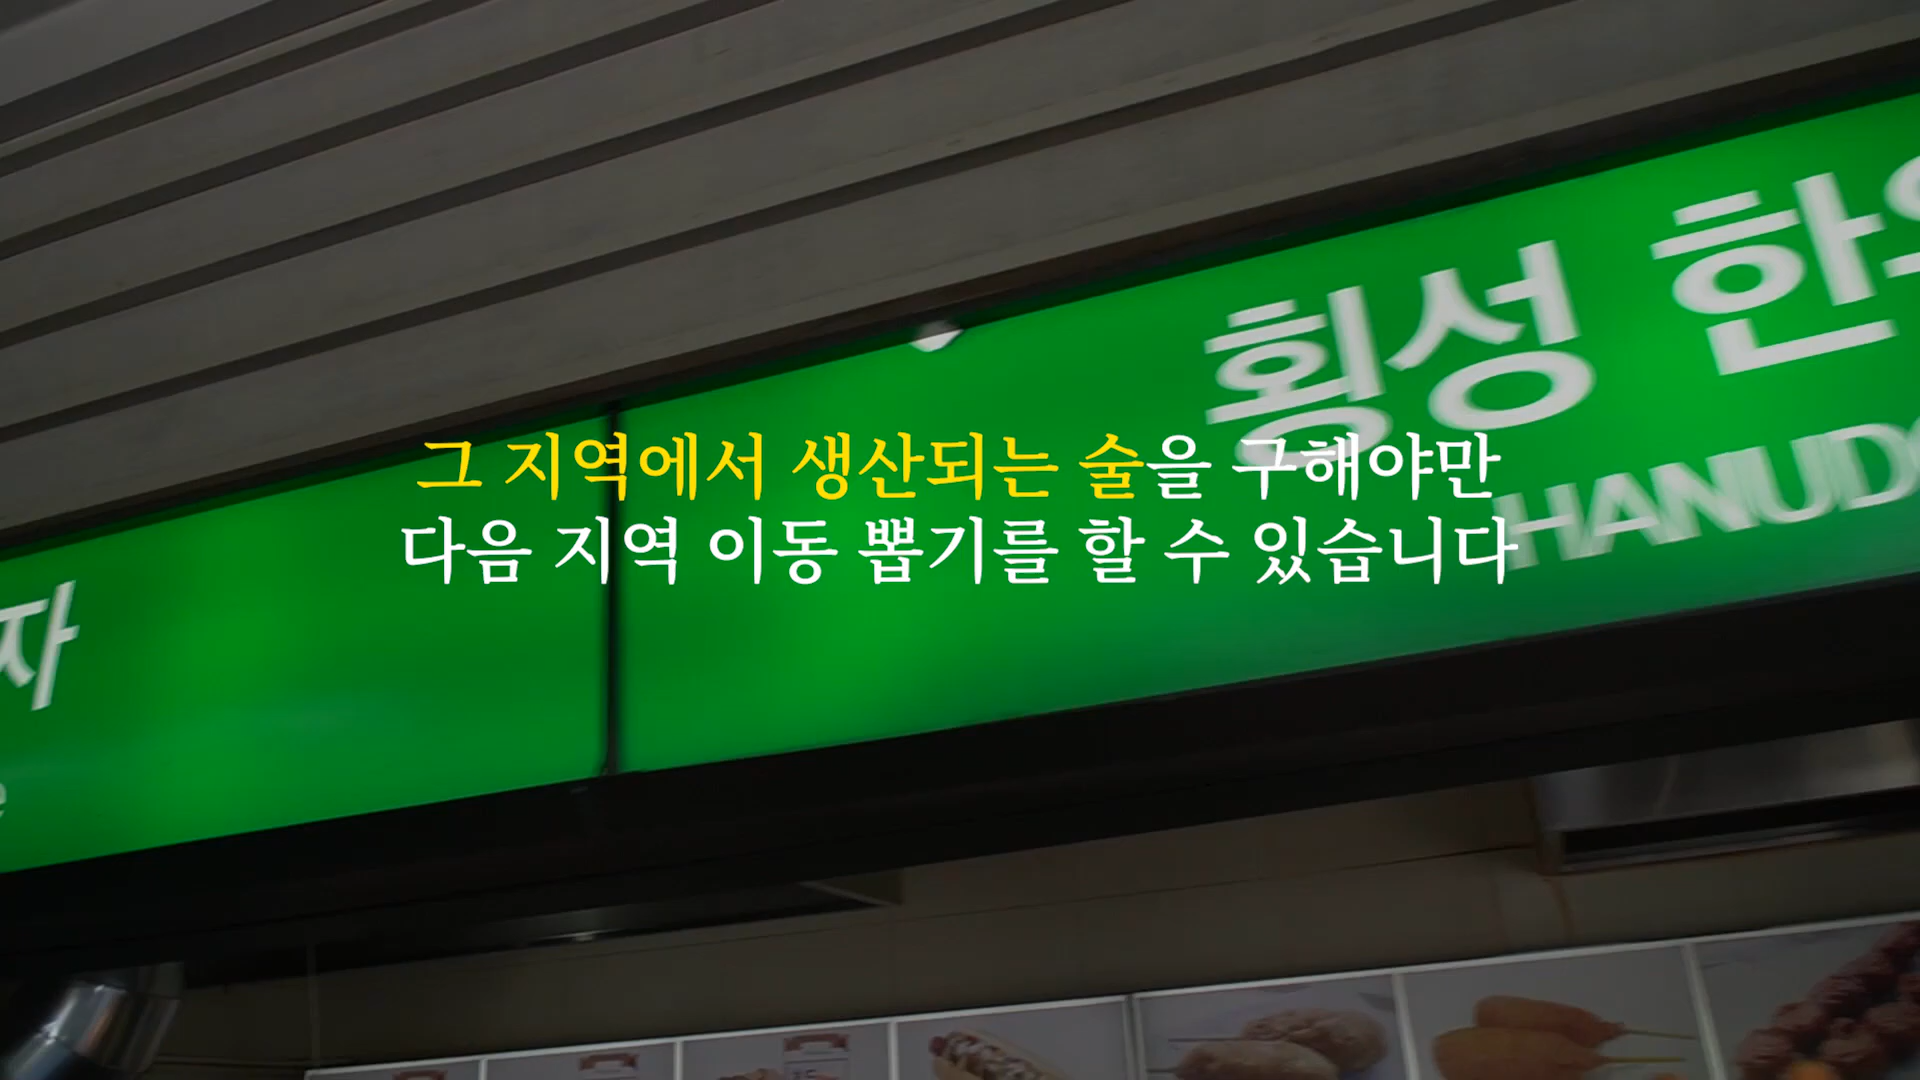 횡성 한
HANUD
그 지역에서 생산되는 술을 구해야만
다음 지역 이동 뽑기를 할 수 있습니다
자
e